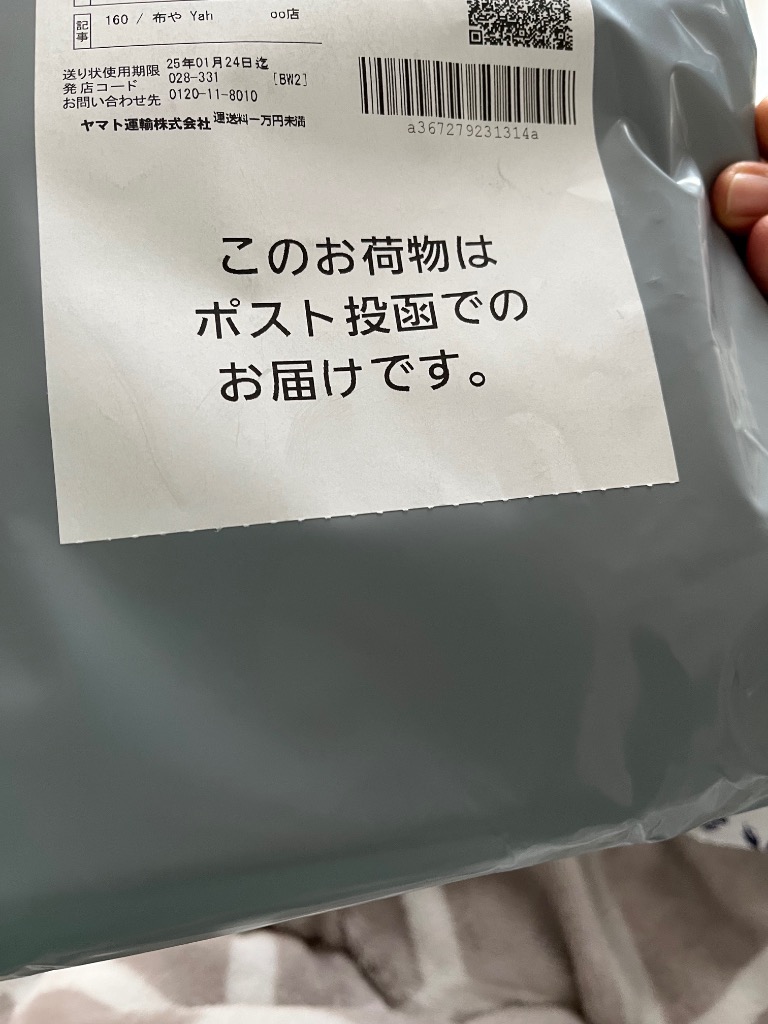 記事 160 / 布や Yah oo店
送り状使用期限 25年01月24日迄
発店コード 028-331 [BW2]
お問い合わせ先 0120-11-8010
ヤマト運輸株式会社 運送料一万円未満
a367279231314a
このお荷物は
ポスト投函での
お届けです。